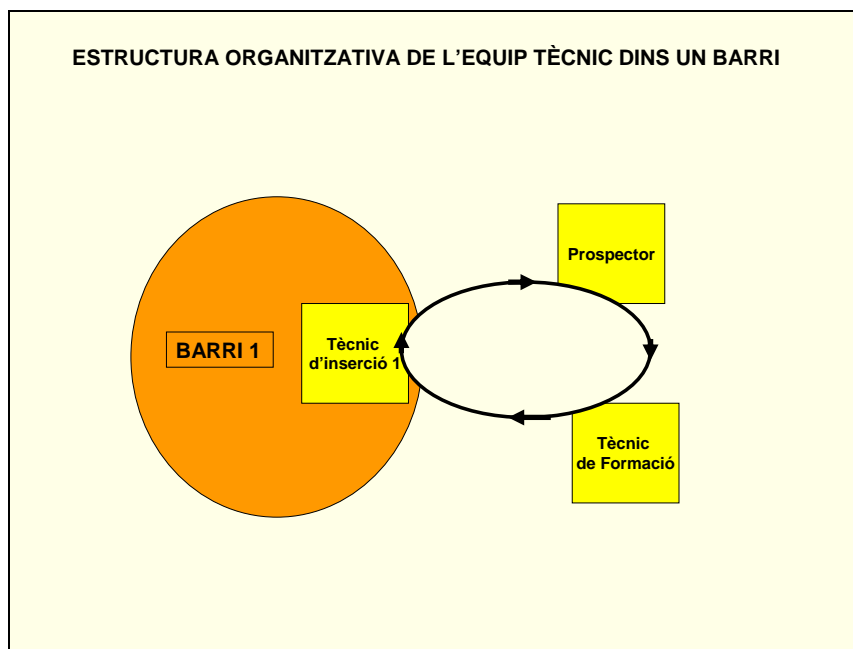 ESTRUCTURA ORGANITZATIVA DE L'EQUIP TÈCNIC DINS UN BARRI
Prospector
BARRI 1
Tècnic
d'inserció 1
Tècnic
de Formació